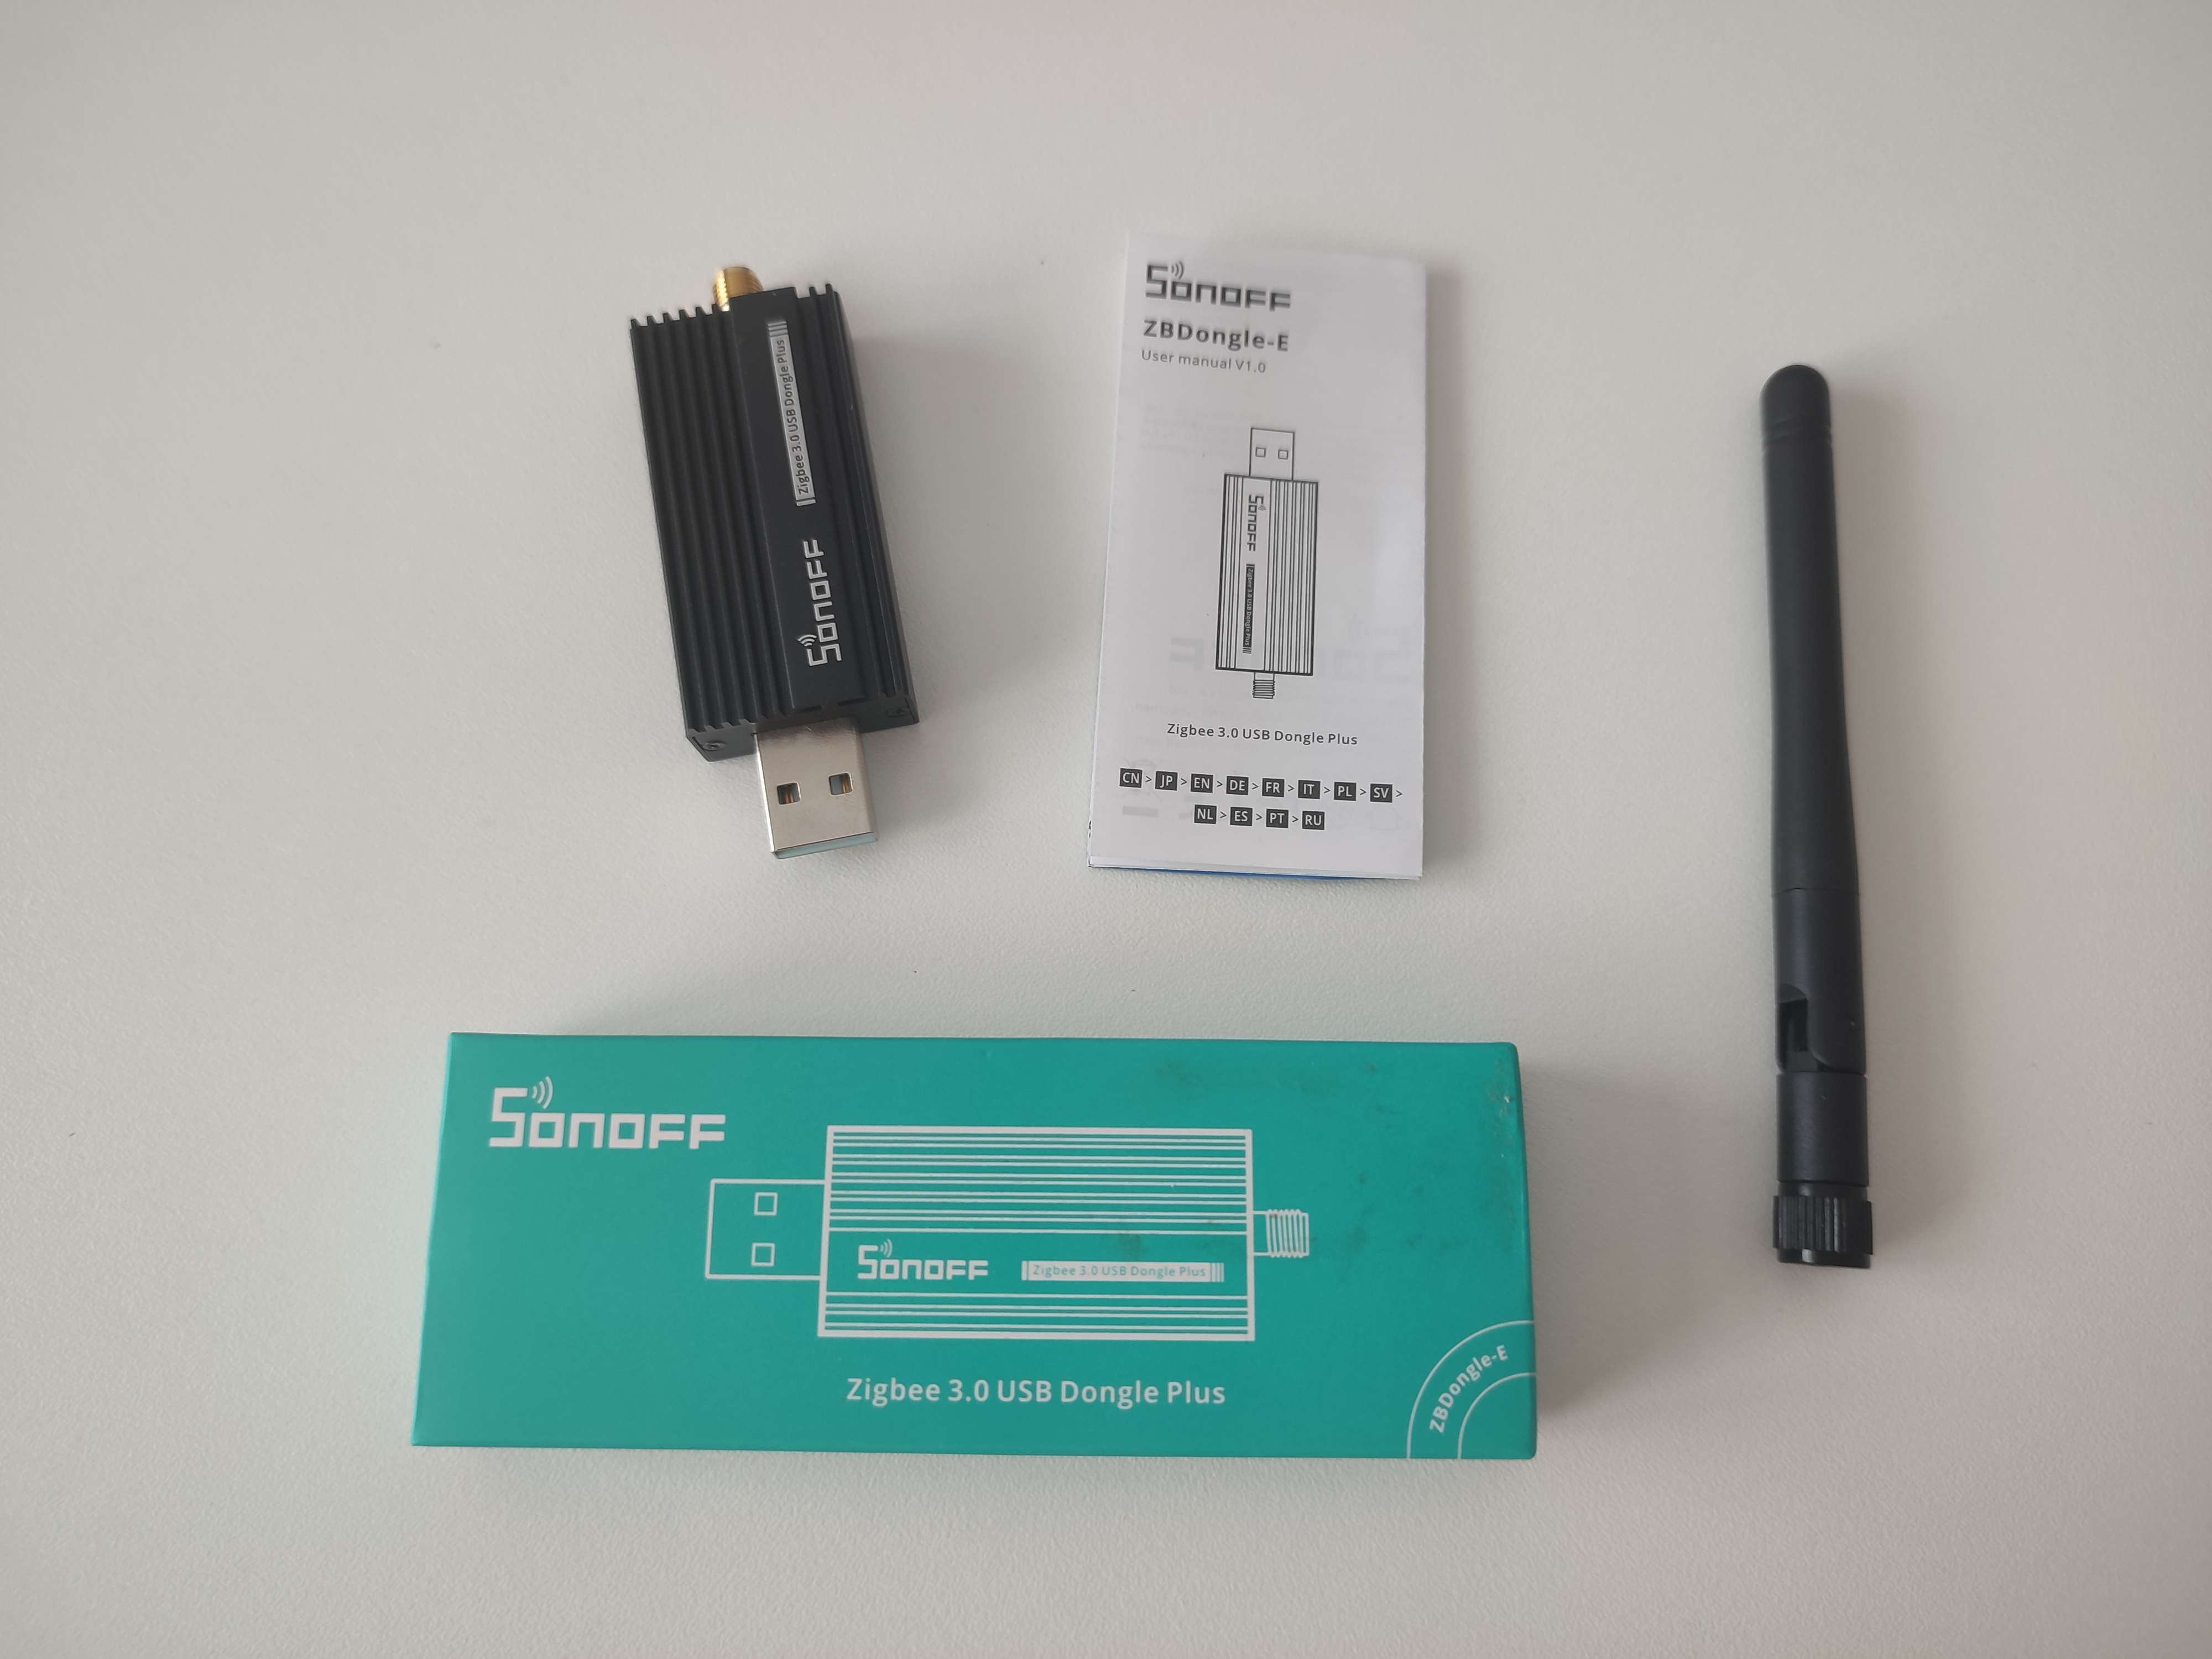 Zigbee 3.0 USB Dongle Plus
SONOFF
SONOFF
ZBDongle-E
User manual V1.0
SONOFF
Zigbee 3.0 USB Dongle Plus
Zigbee 3.0 USB Dongle Plus
CN > JP > EN > DE > FR > IT > PL > SV >
NL > ES > PT > RU
SONOFF
SONOFF
Zigbee 3.0 USB Dongle Plus
Zigbee 3.0 USB Dongle Plus
ZBDongle-E